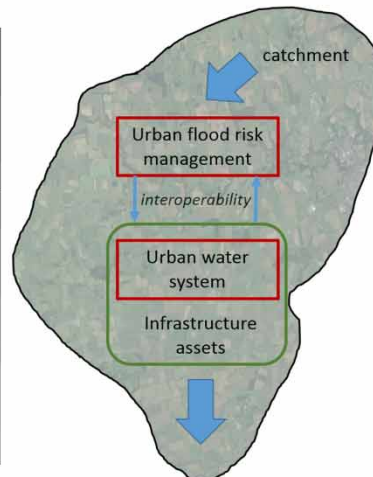 catchment
Urban flood risk
management
interoperability
Urban water
system
Infrastructure
assets